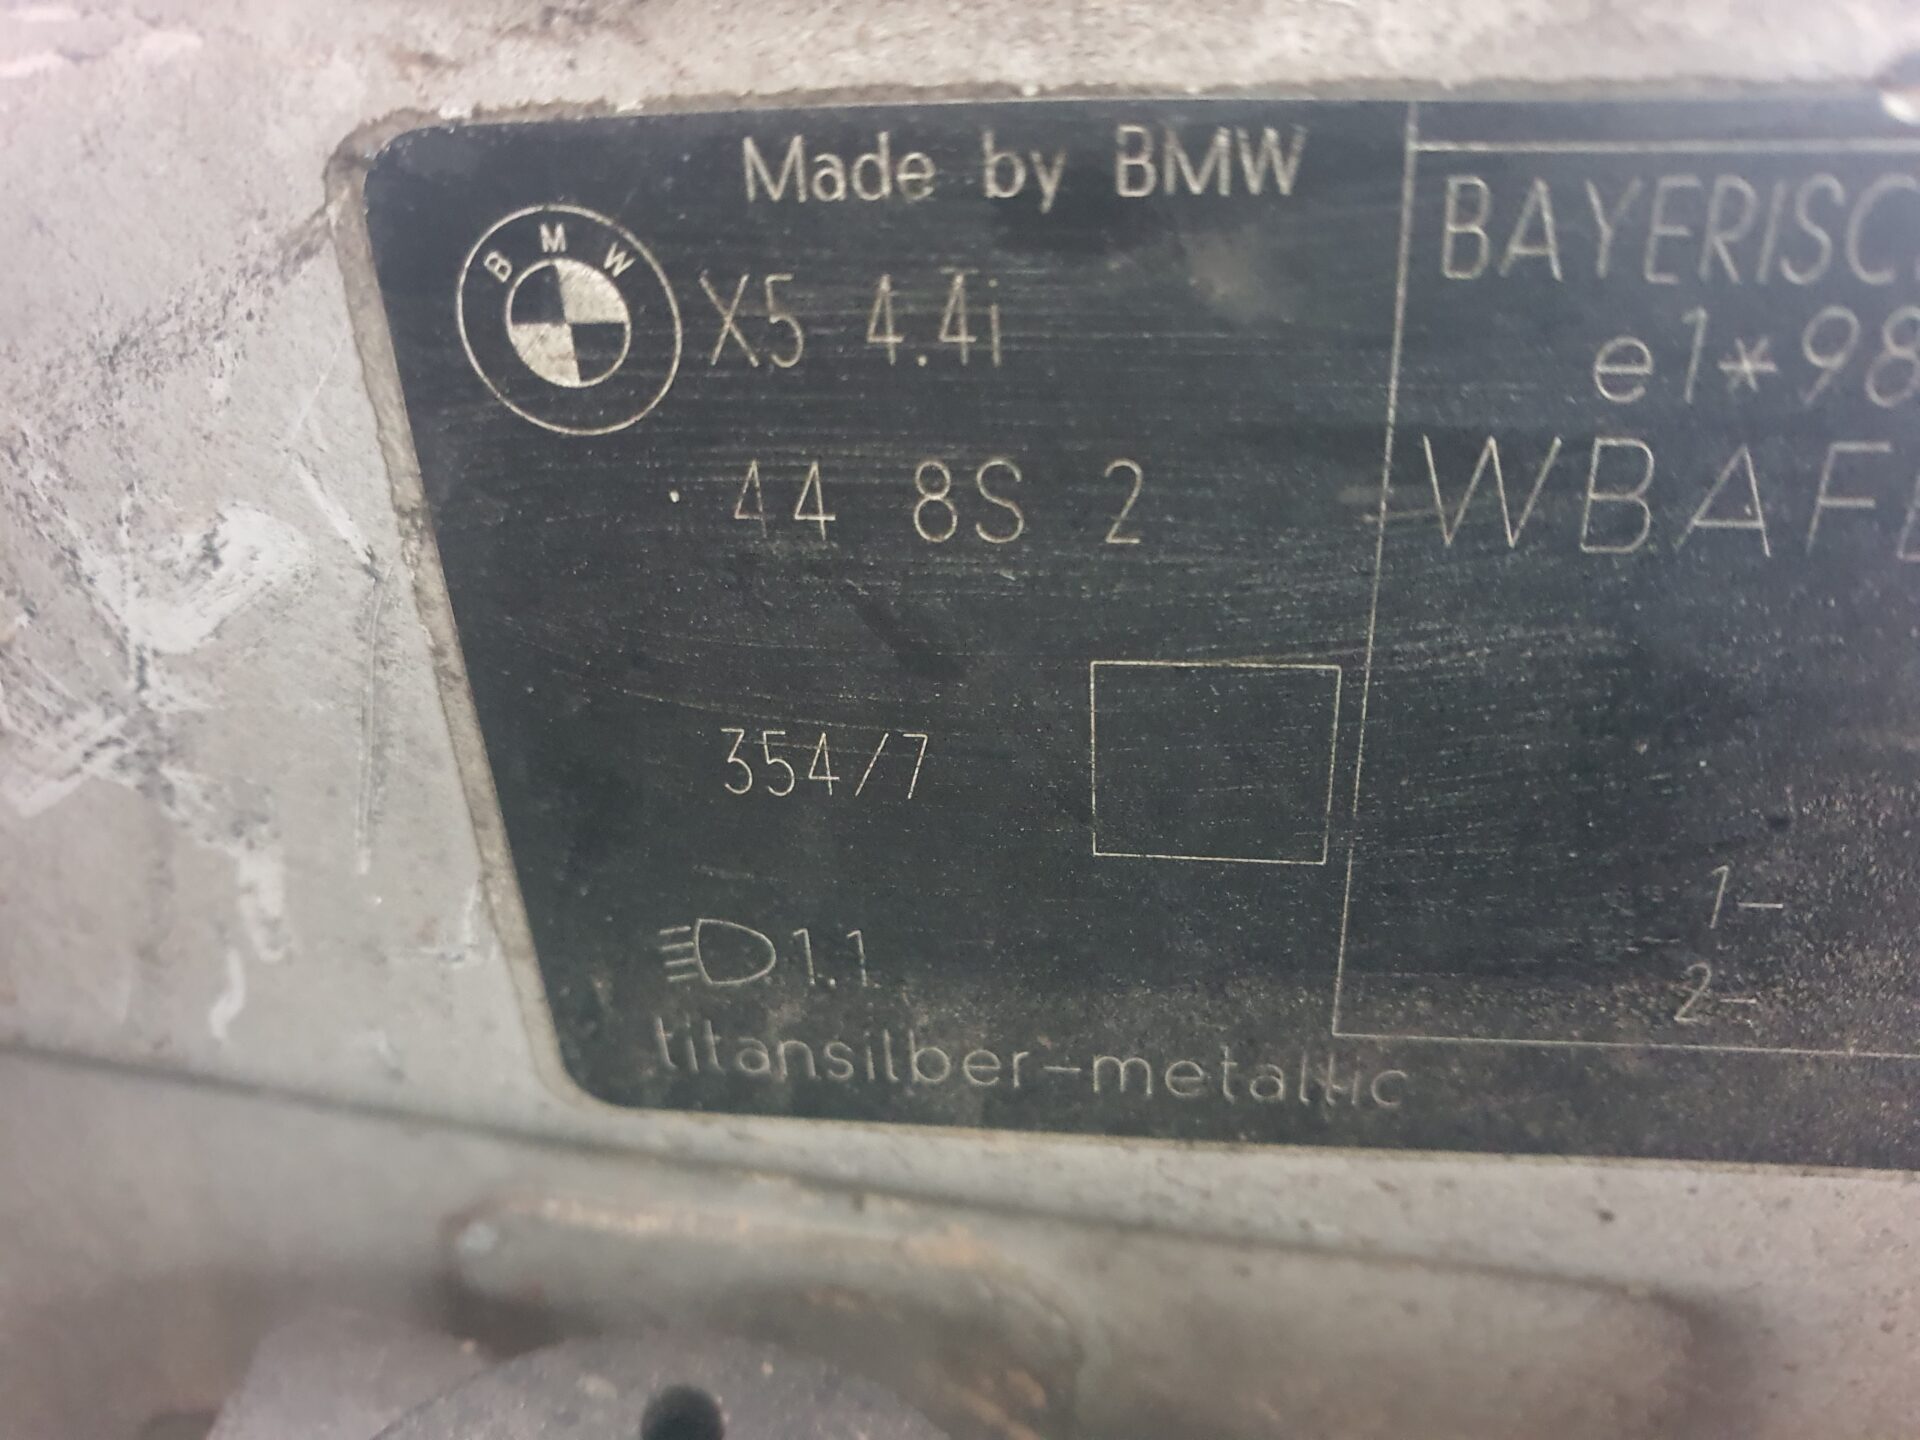 Made by BMW
BMW
X5 4.4i
44 8S 2
354/7
1.1
titansilber-metallic
BAYERISC
e1*98
WBAF
1-
2-